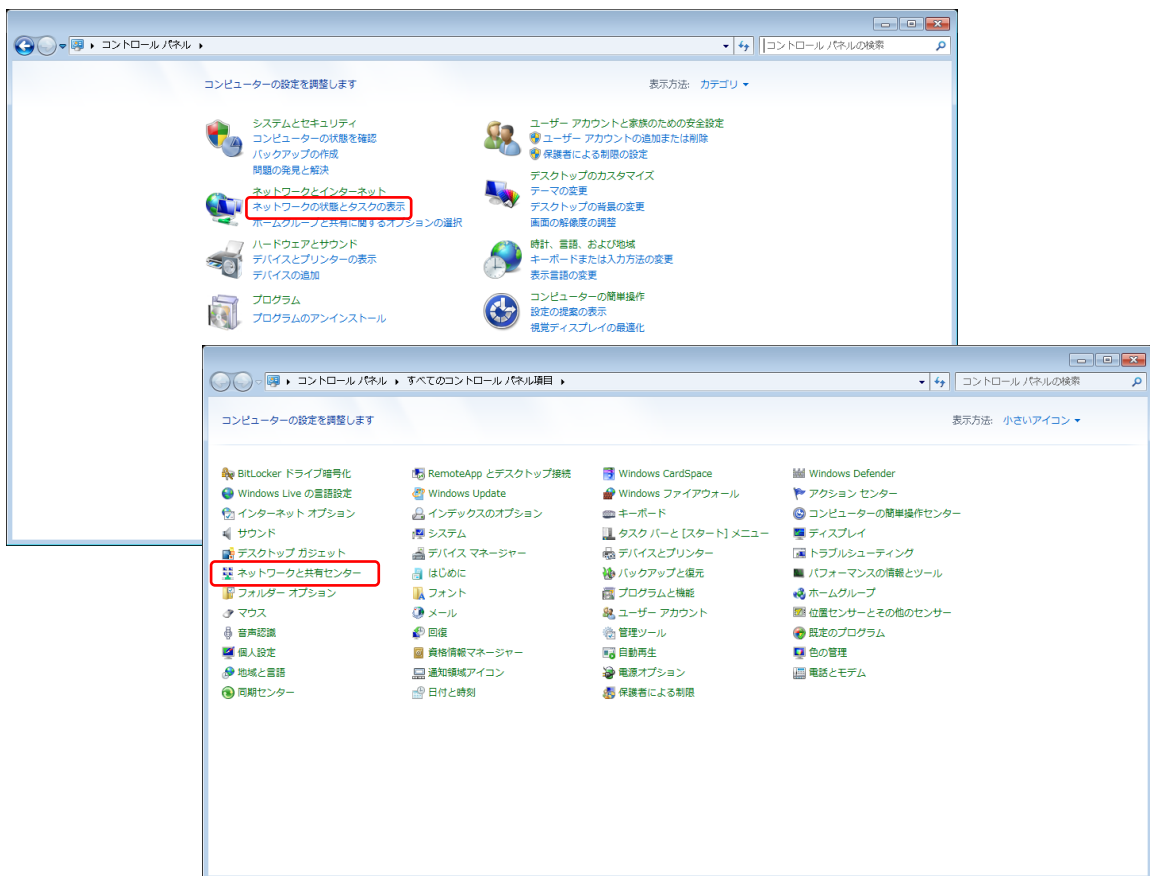 コントロール パネル
コントロール パネルの検索
コンピューターの設定を調整します
表示方法: カテゴリ
システムとセキュリティ
コンピューターの状態を確認
バックアップの作成
問題の発見と解決
ネットワークとインターネット
ネットワークの状態とタスクの表示
ホームグループと共有に関するオプションの選択
ハードウェアとサウンド
デバイスとプリンターの表示
デバイスの追加
プログラム
プログラムのアンインストール
ユーザー アカウントと家族のための安全設定
ユーザー アカウントの追加または削除
保護者による制限の設定
デスクトップのカスタマイズ
テーマの変更
デスクトップの背景の変更
画面の解像度の調整
時計、言語、および地域
キーボードまたは入力方法の変更
表示言語の変更
コンピューターの簡単操作
設定の提案の表示
視覚ディスプレイの最適化
コントロール パネル すべてのコントロール パネル項目
コントロール パネルの検索
コンピューターの設定を調整します
表示方法: 小さいアイコン
BitLocker ドライブ暗号化
Windows Live の言語設定
インターネット オプション
サウンド
デスクトップ ガジェット
ネットワークと共有センター
フォルダー オプション
マウス
音声認識
個人設定
地域と言語
同期センター
RemoteApp とデスクトップ接続
Windows Update
インデックスのオプション
システム
デバイス マネージャー
はじめに
フォント
メール
回復
資格情報マネージャー
通知領域アイコン
日付と時刻
Windows CardSpace
Windows ファイアウォール
キーボード
タスク バーと [スタート] メニュー
デバイスとプリンター
バックアップと復元
プログラムと機能
ユーザー アカウント
管理ツール
自動再生
電源オプション
保護者による制限
Windows Defender
アクション センター
コンピューターの簡単操作センター
ディスプレイ
トラブルシューティング
パフォーマンスの情報とツール
ホームグループ
位置センサーとその他のセンサー
既定のプログラム
色の管理
電話とモデム